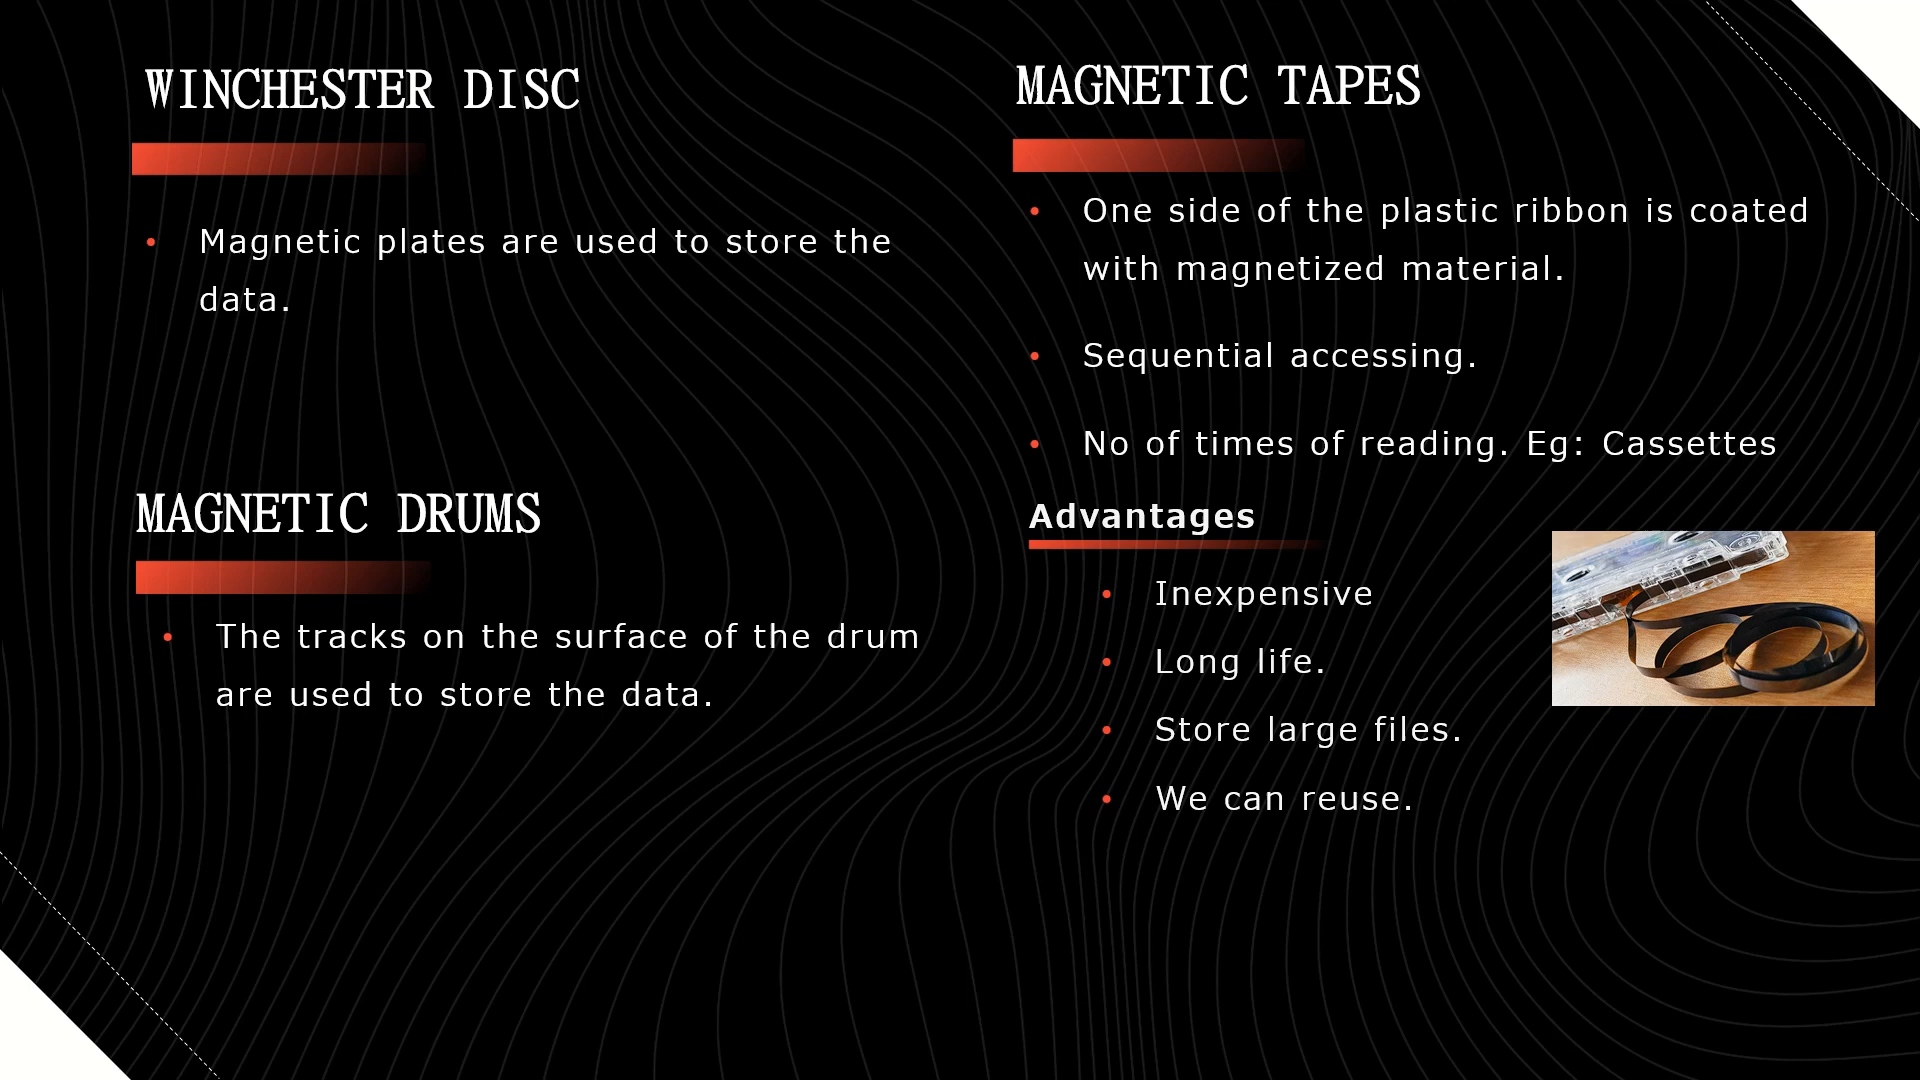 WINCHESTER DISC
• Magnetic plates are used to store the
data.
MAGNETIC DRUMS
• The tracks on the surface of the drum
are used to store the data.
MAGNETIC TAPES
• One side of the plastic ribbon is coated
with magnetized material.
• Sequential accessing.
• No of times of reading. Eg: Cassettes
Advantages
• Inexpensive
• Long life.
• Store large files.
• We can reuse.